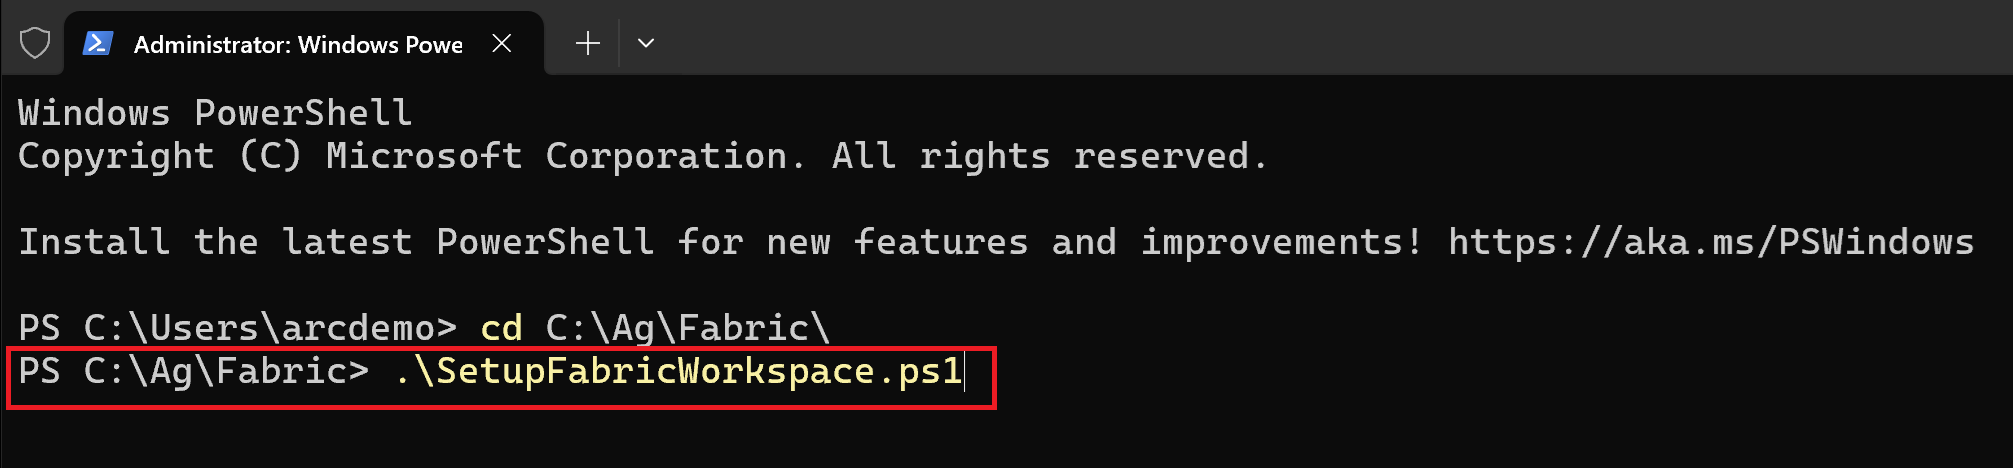 Administrator: Windows Powe
Windows PowerShell
Copyright (C) Microsoft Corporation. All rights reserved.
Install the latest PowerShell for new features and improvements! https://aka.ms/PSWindows
PS C:\Users\arcdemo> cd C:\Ag\Fabric\
PS C:\Ag\Fabric> .\SetupFabricWorkspace.ps1